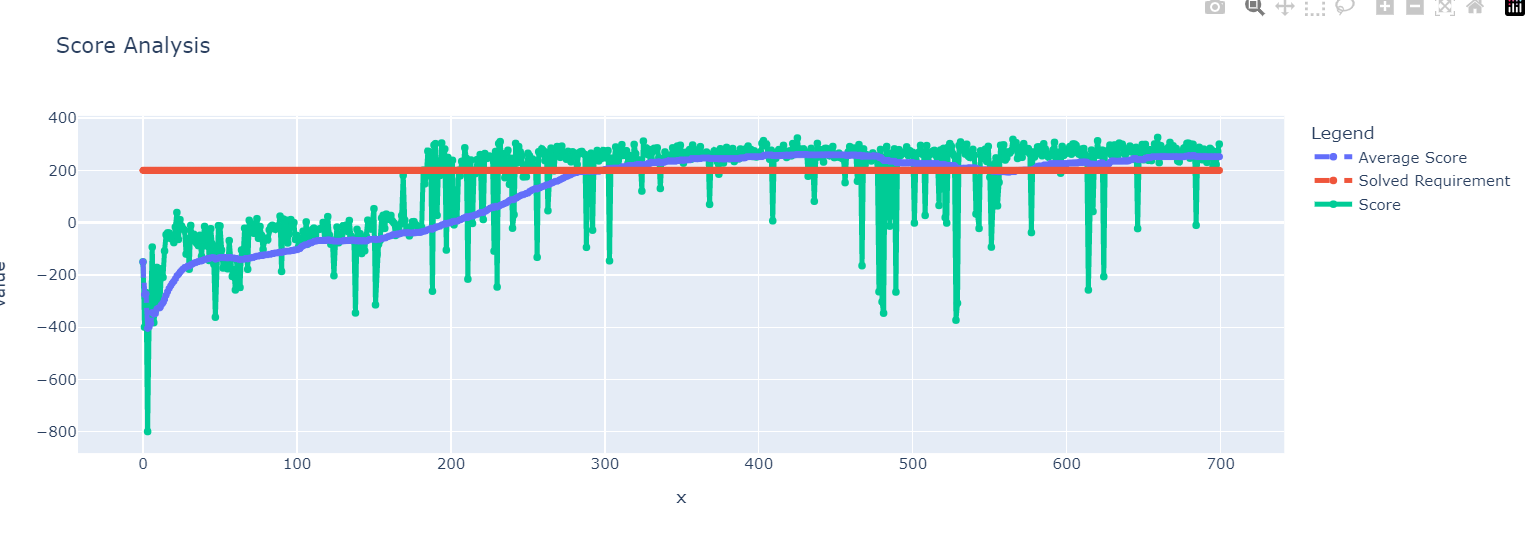 Score Analysis
400
200
0
−200
−400
−600
−800
0 100 200 300 400 500 600 700
x
Legend
Average Score
Solved Requirement
Score